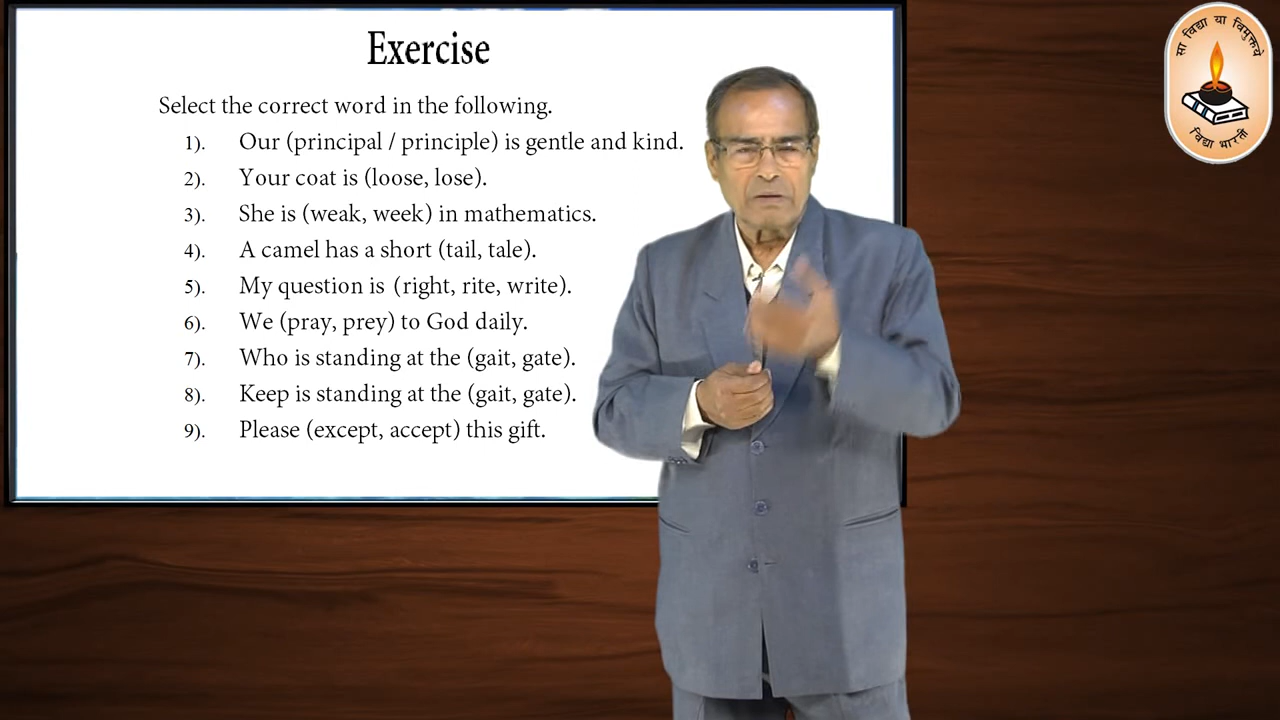 Exercise
Select the correct word in the following.
1). Our (principal / principle) is gentle and kind.
2). Your coat is (loose, lose).
3). She is (weak, week) in mathematics.
4). A camel has a short (tail, tale).
5). My question is (right, rite, write).
6). We (pray, prey) to God daily.
7). Who is standing at the (gait, gate).
8). Keep is standing at the (gait, gate).
9). Please (except, accept) this gift.
सा विद्या या विमुक्तये
विद्या भारती